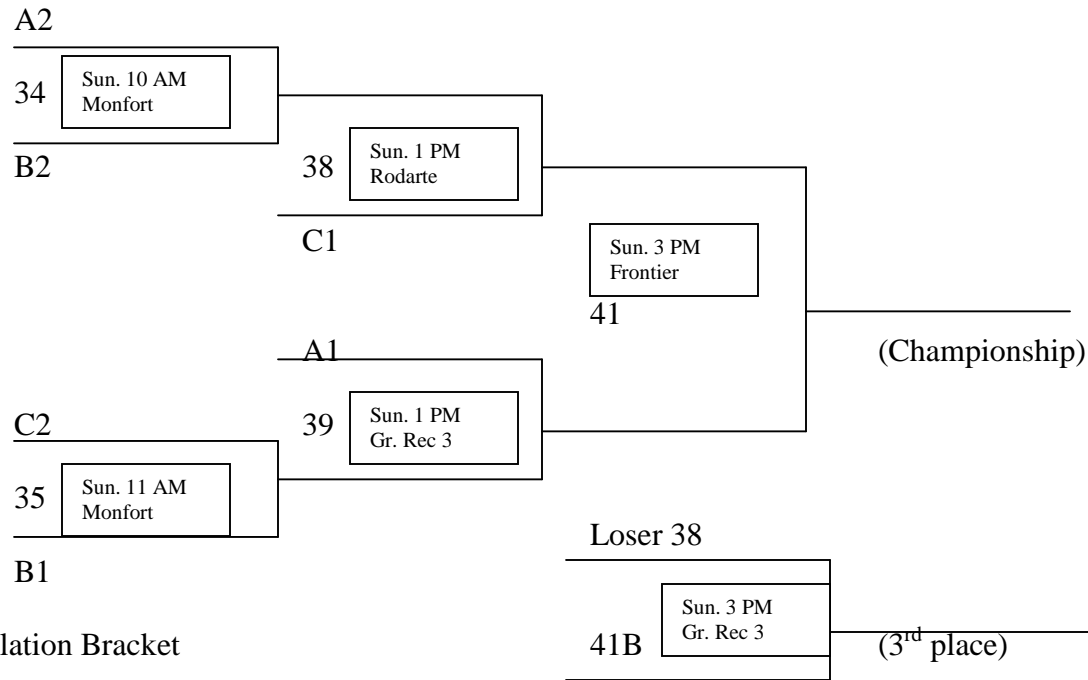 A2
34
Sun. 10 AM
Monfort
B2
38
Sun. 1 PM
Rodarte
C1
Sun. 3 PM
Frontier
41
A1
(Championship)
C2
39
Sun. 1 PM
Gr. Rec 3
35
Sun. 11 AM
Monfort
B1
Loser 38
Sun. 3 PM
Gr. Rec 3
lation Bracket
41B
(3rd place)